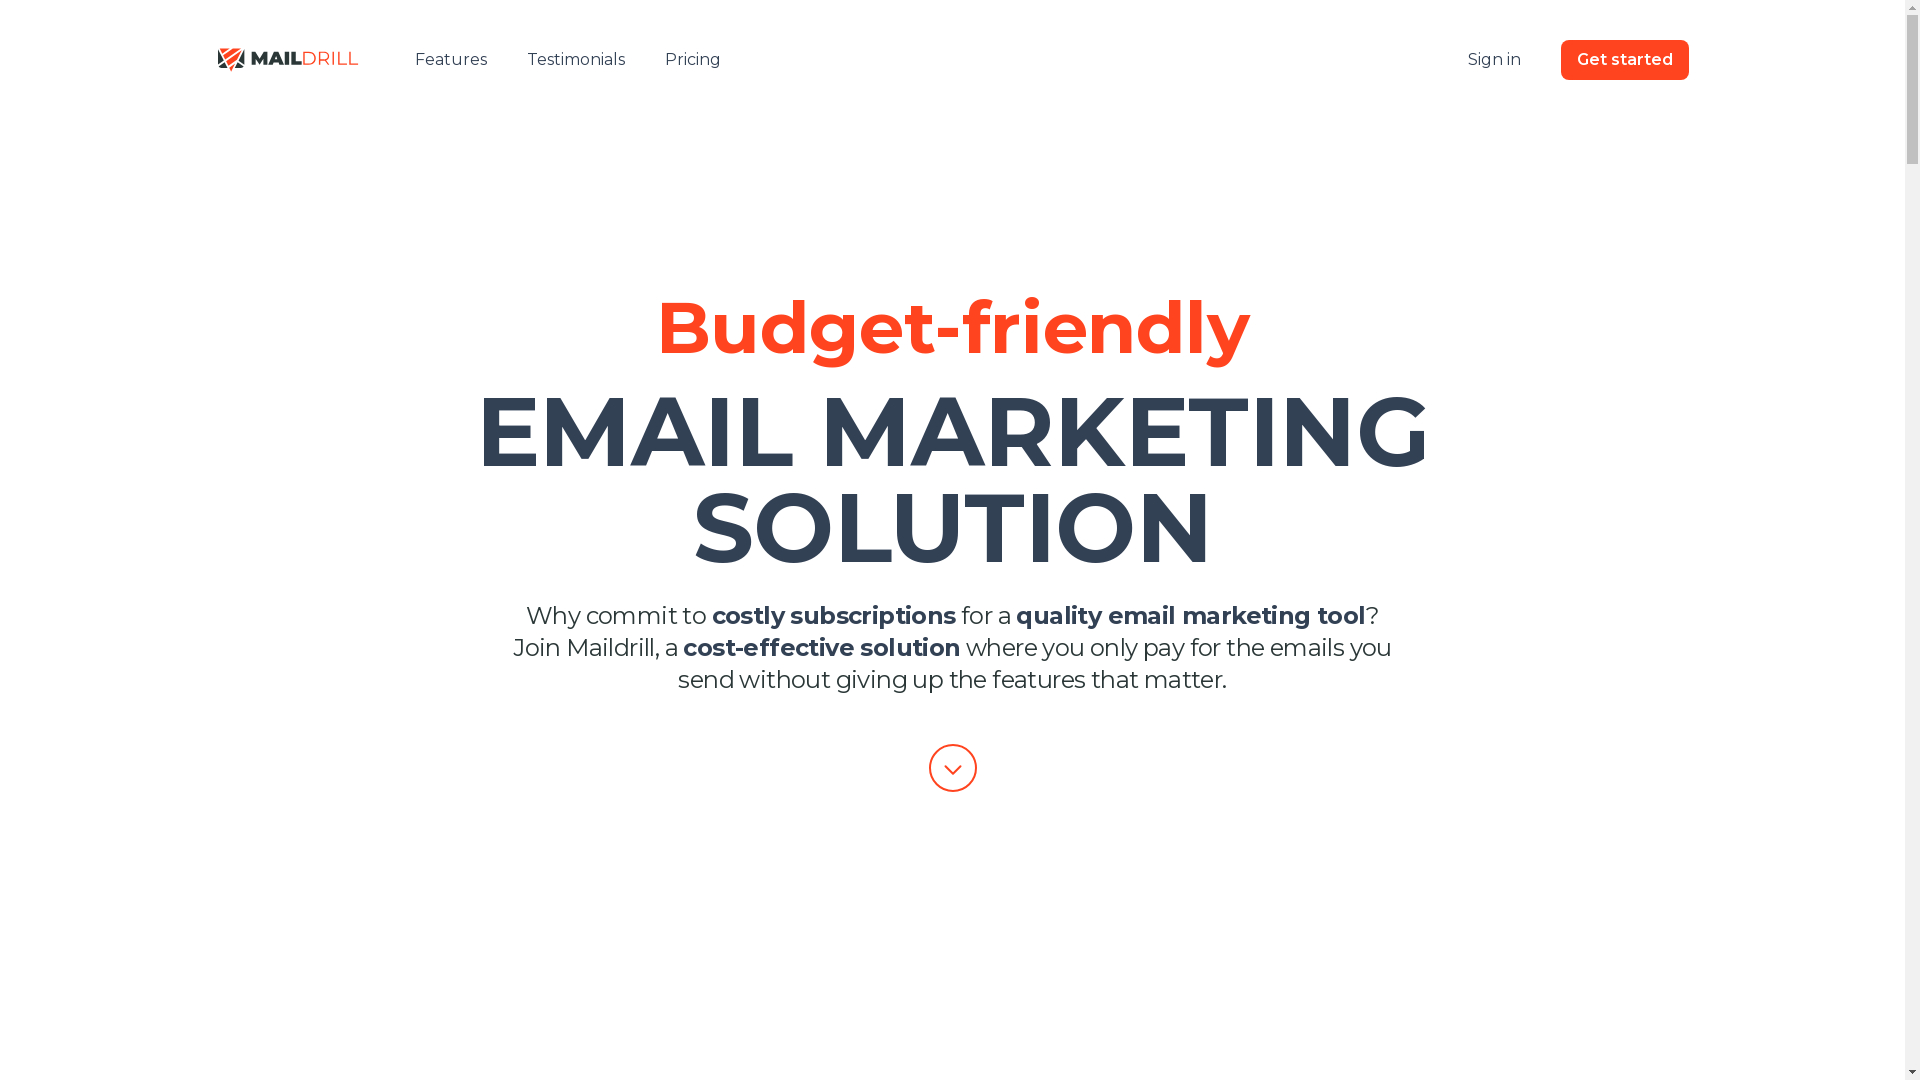 MAILDRILL
Features
Testimonials
Pricing
Sign in
Get started
Budget-friendly
EMAIL MARKETING
SOLUTION
Why commit to costly subscriptions for a quality email marketing tool?
Join Maildrill, a cost-effective solution where you only pay for the emails you
send without giving up the features that matter.